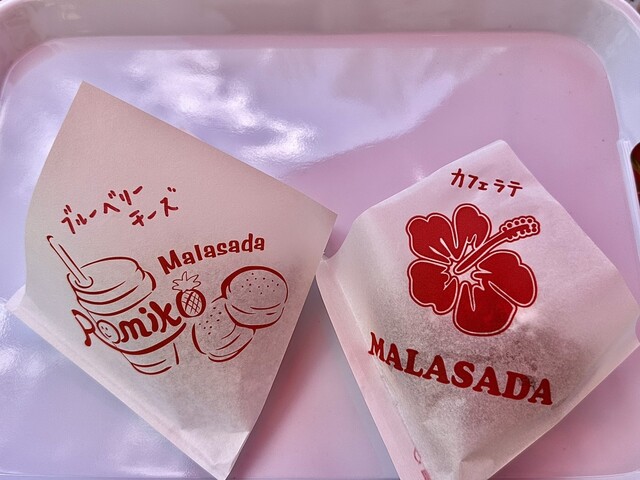 ブルーベリー
チーズ
Malasada
Romiko
カフェラテ
MALASADA